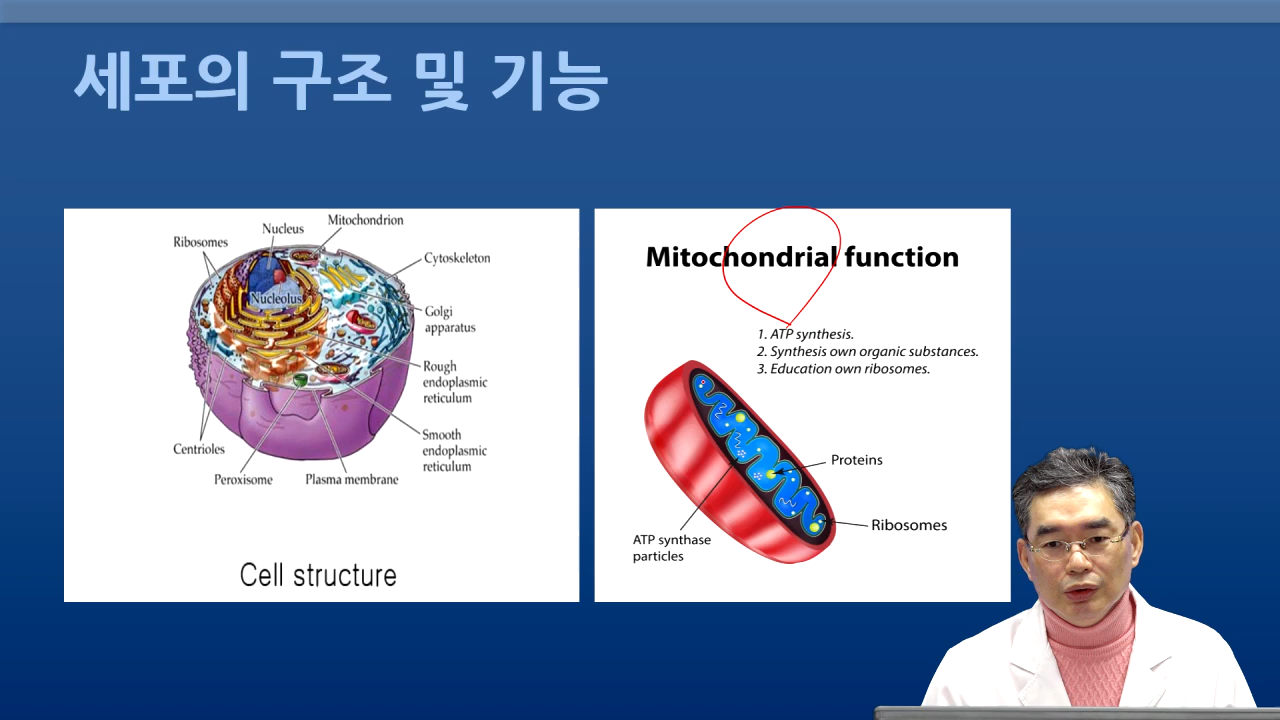 세포의 구조 및 기능
Mitochondrion
Nucleus
Ribosomes
Cytoskeleton
Nucleolus
Golgi
apparatus
Rough
endoplasmic
reticulum
Smooth
endoplasmic
reticulum
Centrioles
Peroxisome
Plasma membrane
Cell structure
Mitochondrial function
1. ATP synthesis.
2. Synthesis own organic substances.
3. Education own ribosomes.
Proteins
Ribosomes
ATP synthase
particles